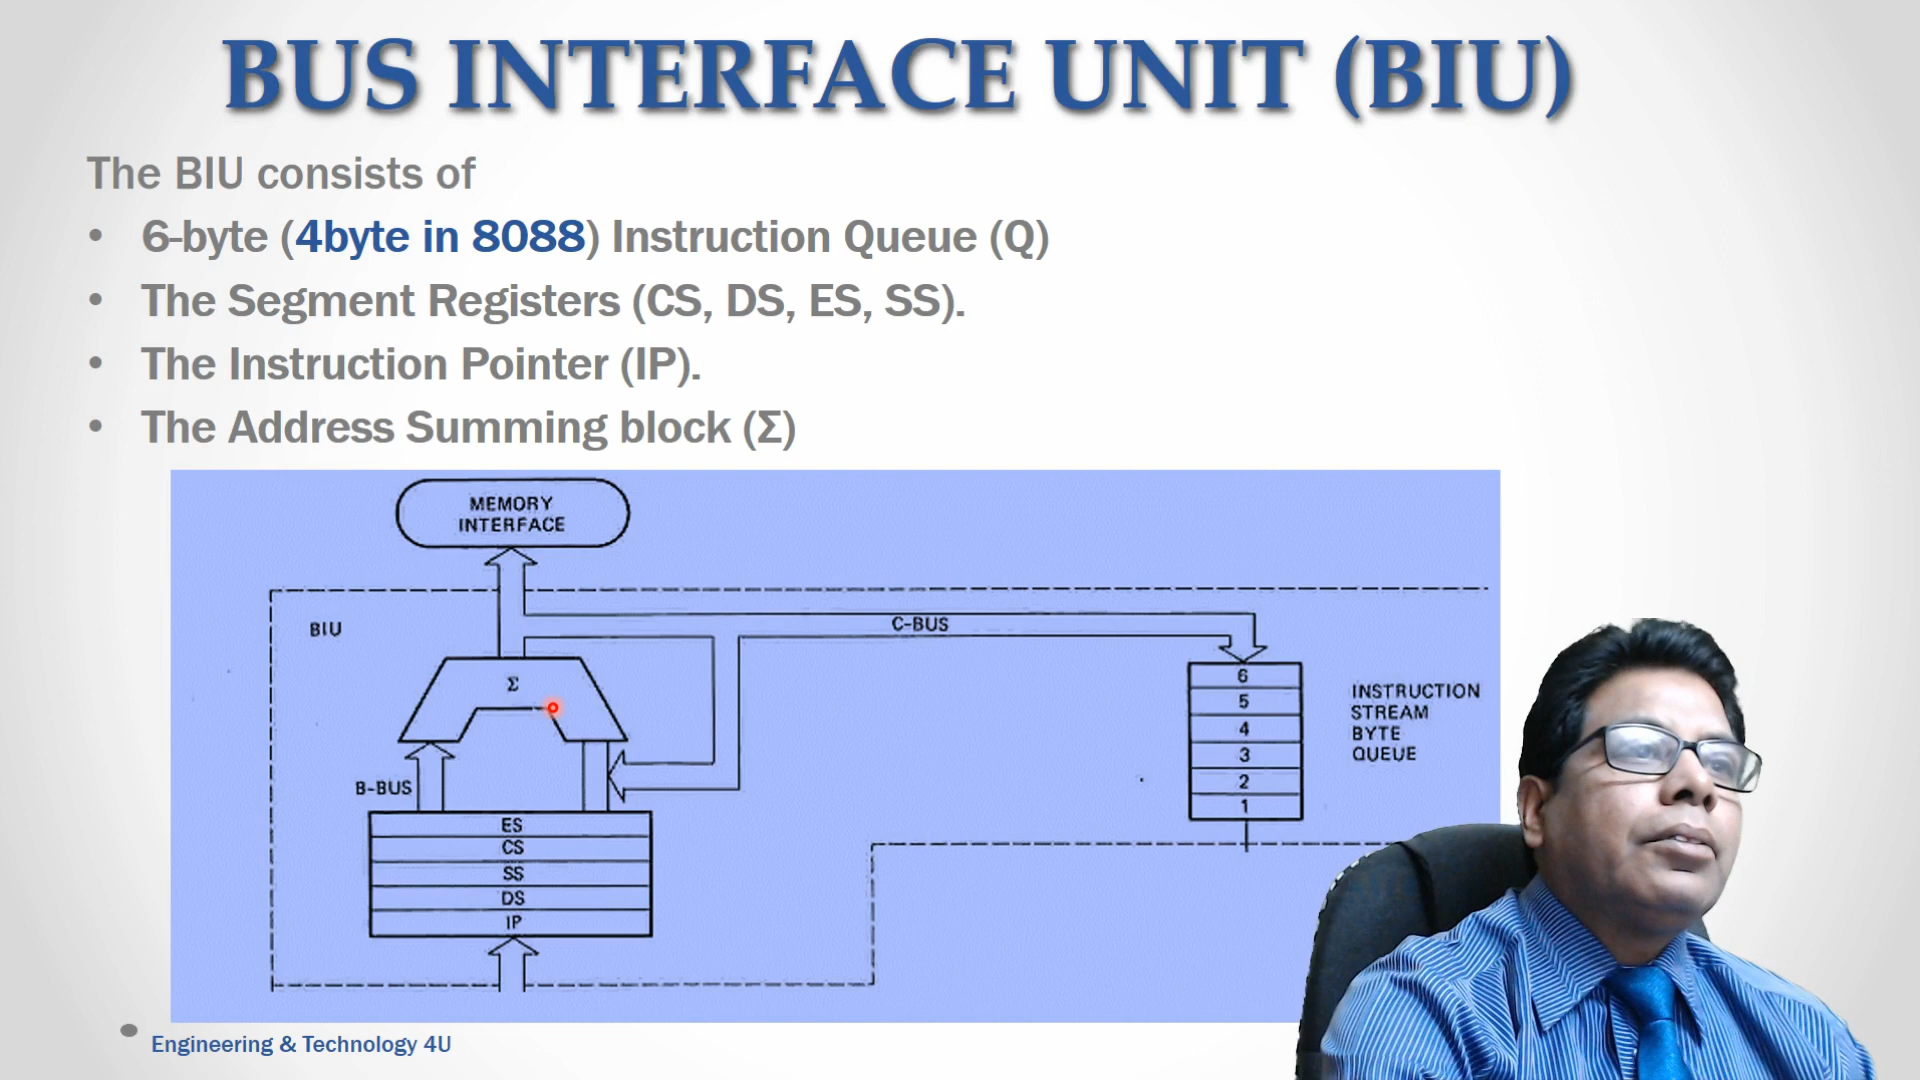 BUS INTERFACE UNIT (BIU)
The BIU consists of
• 6-byte (4byte in 8088) Instruction Queue (Q)
• The Segment Registers (CS, DS, ES, SS).
• The Instruction Pointer (IP).
• The Address Summing block (Σ)
MEMORY
INTERFACE
BIU
C-BUS
Σ
6
5
4
3
2
1
INSTRUCTION
STREAM
BYTE
QUEUE
B-BUS
ES
CS
SS
DS
IP
• Engineering & Technology 4U